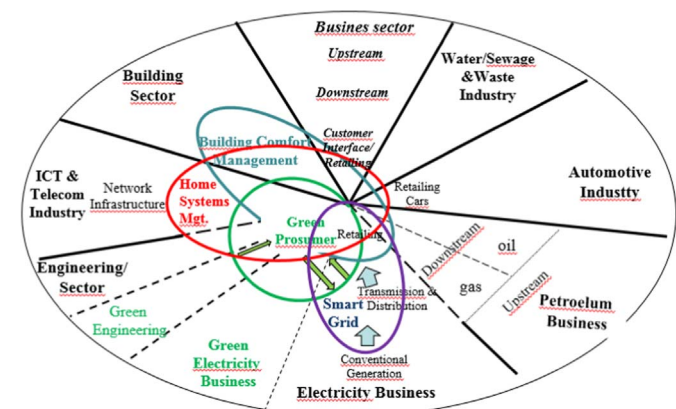 Busines sector
Upstream
Downstream
Customer
Interface/
Retailing
Water/Sewage
&Waste
Industry
Building
Sector
Building Comfort
Management
ICT &
Telecom
Industry
Network
Infrastructure
Home
Systems
Mgt.
Retailing
Cars
Automotive
Industty
Green
Prosumer
Retailing
Downstream
oil
gas
Upstream
Petroelum
Business
Engineering/
Sector
Green
Engineering
Transmission &
Distribution
Smart
Grid
Green
Electricity
Business
Conventional
Generation
Electricity Business